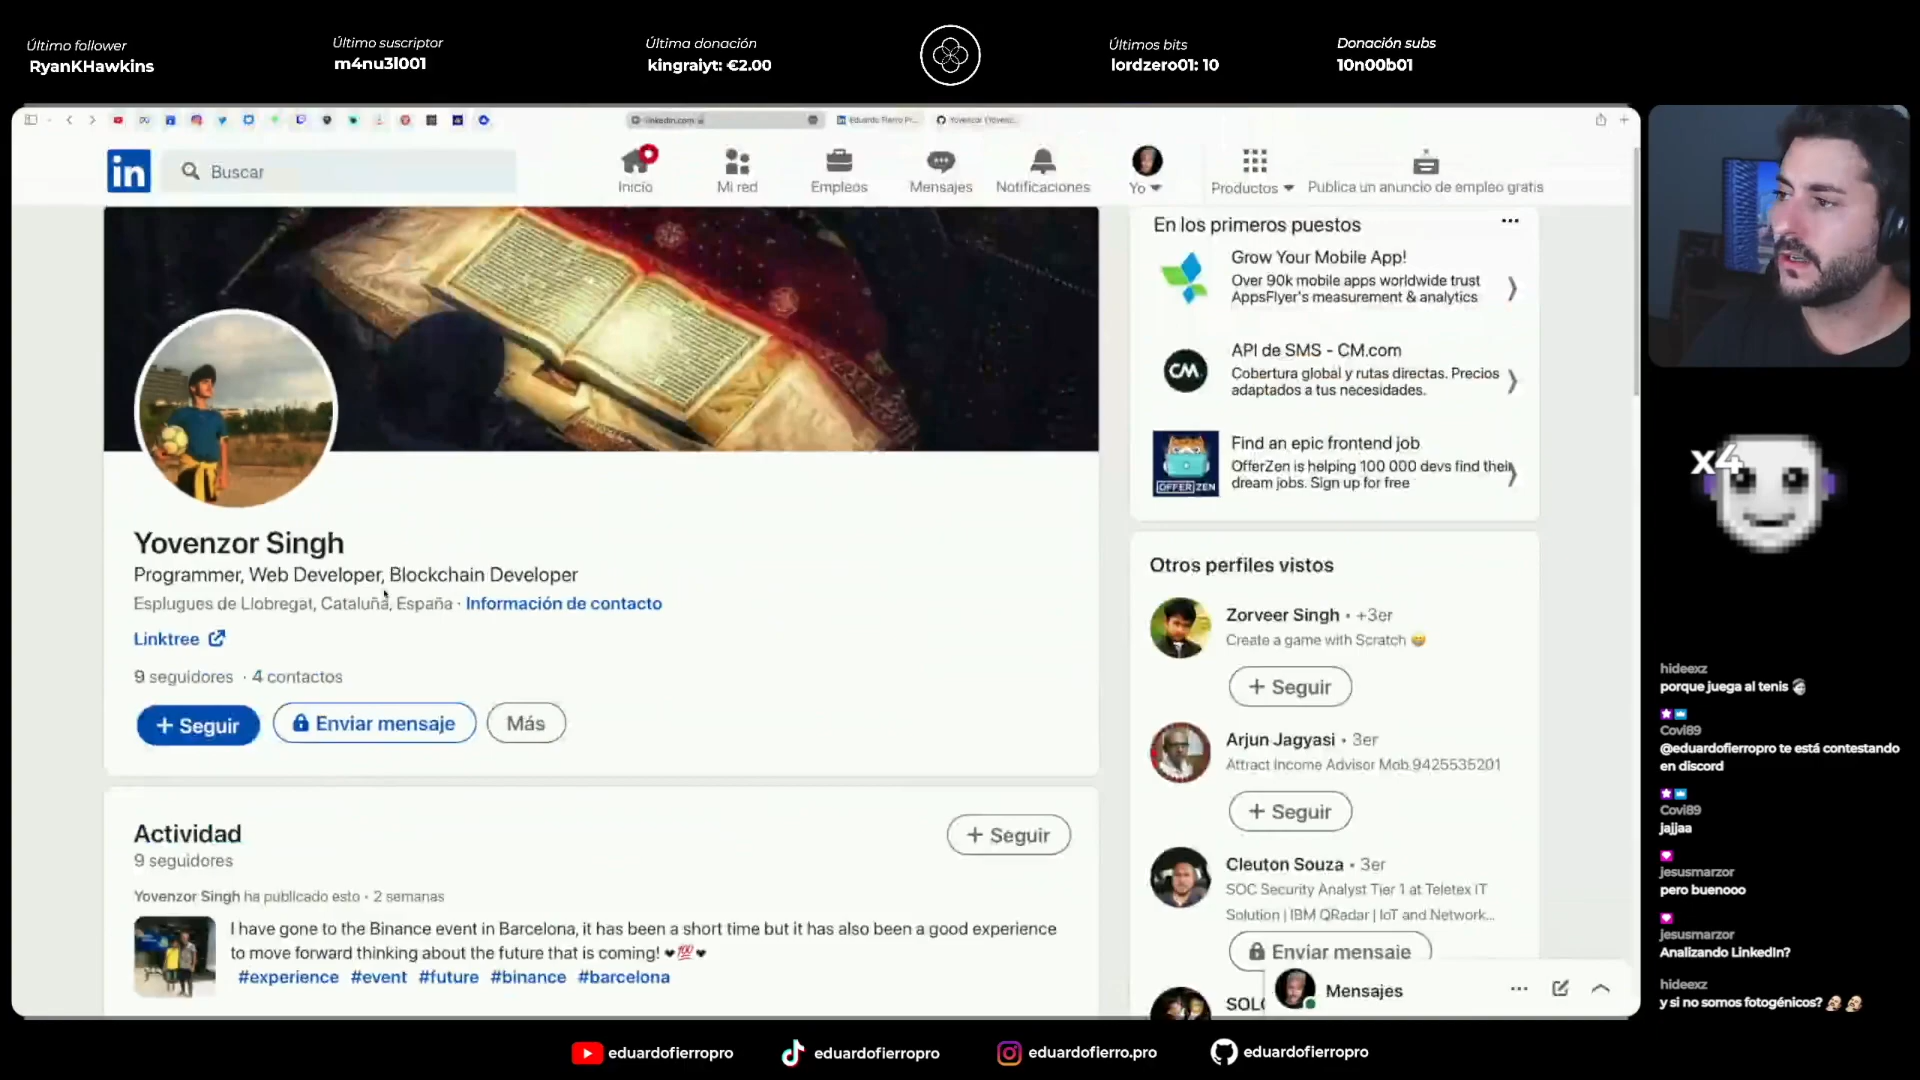 Último follower
RyanKHawkins
Último suscriptor
m4nu3l001
Última donación
kingraiyt: €2.00
Últimos bits
lordzero01: 10
Donación subs
10n00b01
linkedin.com
Eduardo Fierro Pr...
in
Buscar
Inicio
Mi red
Empleos
Mensajes
Notificaciones
Yo
Productos
Publica un anuncio de empleo gratis
Yovenzor Singh
Programmer, Web Developer, Blockchain Developer
Esplugues de Llobregat, Cataluña, España · Información de contacto
Linktree
9 seguidores · 4 contactos
+ Seguir
Enviar mensaje
Más
Actividad
9 seguidores
+ Seguir
Yovenzor Singh ha publicado esto • 2 semanas
I have gone to the Binance event in Barcelona, it has been a short time but it has also been a good experience
to move forward thinking about the future that is coming! ❤💯❤
#experience #event #future #binance #barcelona
En los primeros puestos
Grow Your Mobile App!
Over 90k mobile apps worldwide trust
AppsFlyer's measurement & analytics
CM.
API de SMS - CM.com
Cobertura global y rutas directas. Precios
adaptados a tus necesidades.
OFFER ZEN
Find an epic frontend job
OfferZen is helping 100 000 devs find their
dream jobs. Sign up for free
Otros perfiles vistos
Zorveer Singh • +3er
Create a game with Scratch 😄
+ Seguir
Arjun Jagyasi • 3er
Attract Income Advisor Mob.9425535201
+ Seguir
Cleuton Souza • 3er
SOC Security Analyst Tier 1 at Teletex IT
Solution | IBM QRadar | IoT and Network...
Enviar mensaje
Mensajes
x4
hideexz
porque juega al tenis
Covi89
@eduardofierropro te está contestando
en discord
Covi89
jajjaa
jesusmarzor
pero buenooo
jesusmarzor
Analizando LinkedIn?
hideexz
y si no somos fotogénicos?
eduardofierropro
eduardofierropro
eduardofierro.pro
eduardofierropro